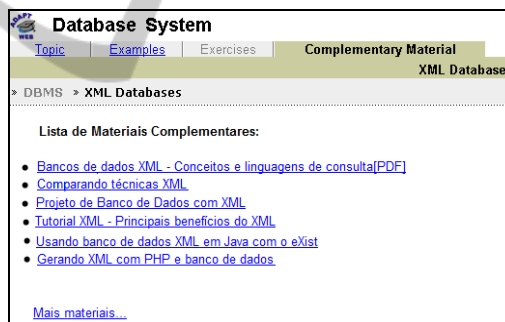 ADAPT WEB Database System
Topic Examples Exercises Complementary Material
XML Database
» DBMS » XML Databases
Lista de Materiais Complementares:
• Bancos de dados XML - Conceitos e linguagens de consulta[PDF]
• Comparando técnicas XML
• Projeto de Banco de Dados com XML
• Tutorial XML - Principais benefícios do XML
• Usando banco de dados XML em Java com o eXist
• Gerando XML com PHP e banco de dados
Mais materiais...